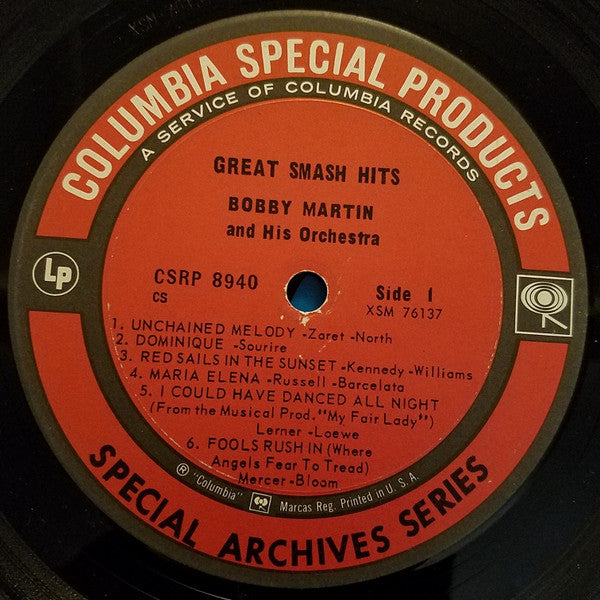 COLUMBIA SPECIAL PRODUCTS
A SERVICE OF COLUMBIA RECORDS
GREAT SMASH HITS
BOBBY MARTIN
and His Orchestra
LP
CSRP 8940
CS
Side 1
XSM 76137
1. UNCHAINED MELODY -Zaret -North
2. DOMINIQUE -Sourire
3. RED SAILS IN THE SUNSET -Kennedy -Williams
4. MARIA ELENA -Russell -Barcelata
5. I COULD HAVE DANCED ALL NIGHT
(From the Musical Prod. "My Fair Lady")
Lerner -Loewe
6. FOOLS RUSH IN (Where
Angels Fear To Tread)
Mercer -Bloom
® "Columbia" Marcas Reg. Printed in U. S. A.
SPECIAL ARCHIVES SERIES